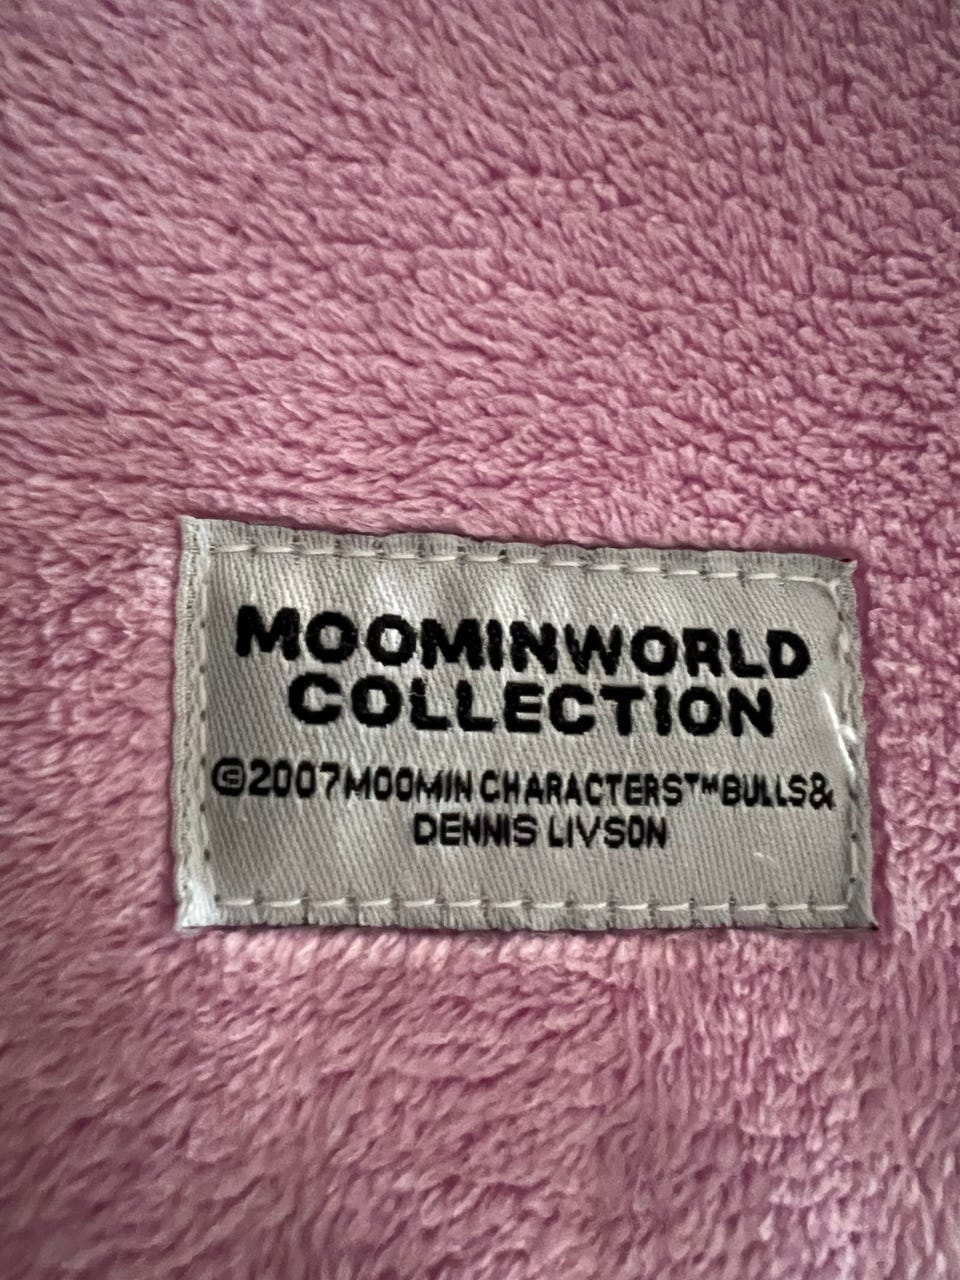 MOOMINWORLD
COLLECTION
©2007MOOMIN CHARACTERS™BULLS&
DENNIS LIVSON